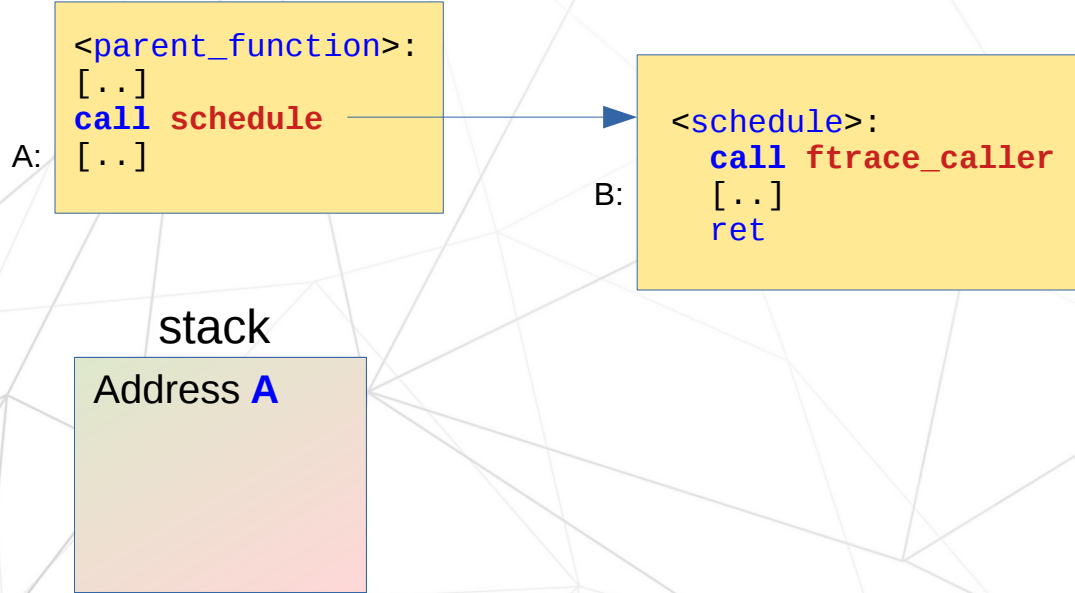 <parent_function>:
[..]
call schedule
A:
[..]
<schedule>:
call ftrace_caller
B:
[..]
ret
stack
Address A